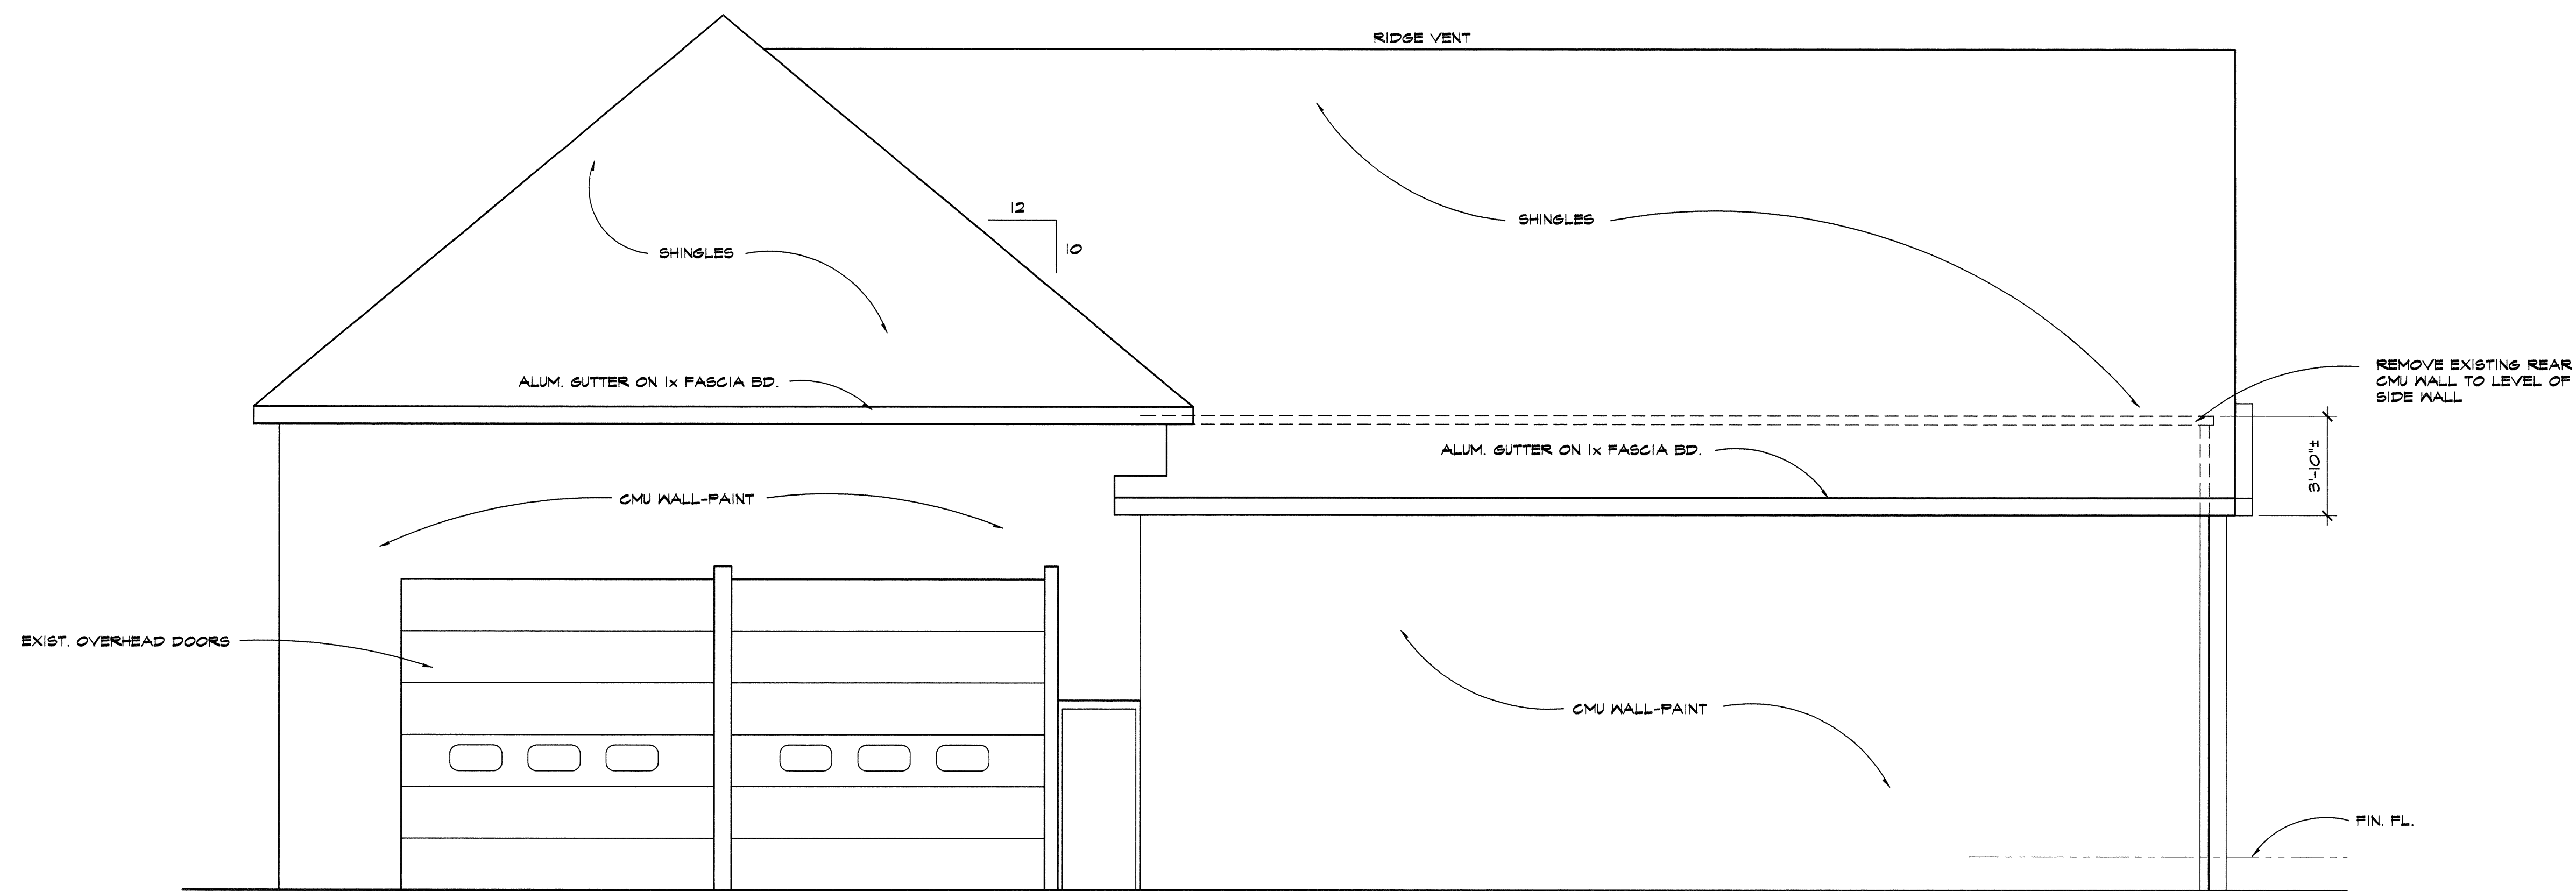 RIDGE VENT
12
10
SHINGLES
SHINGLES
REMOVE EXISTING REAR
CMU WALL TO LEVEL OF
SIDE WALL
ALUM. GUTTER ON 1x FASCIA BD.
ALUM. GUTTER ON 1x FASCIA BD.
3'-10"±
CMU WALL-PAINT
EXIST. OVERHEAD DOORS
CMU WALL-PAINT
FIN. FL.